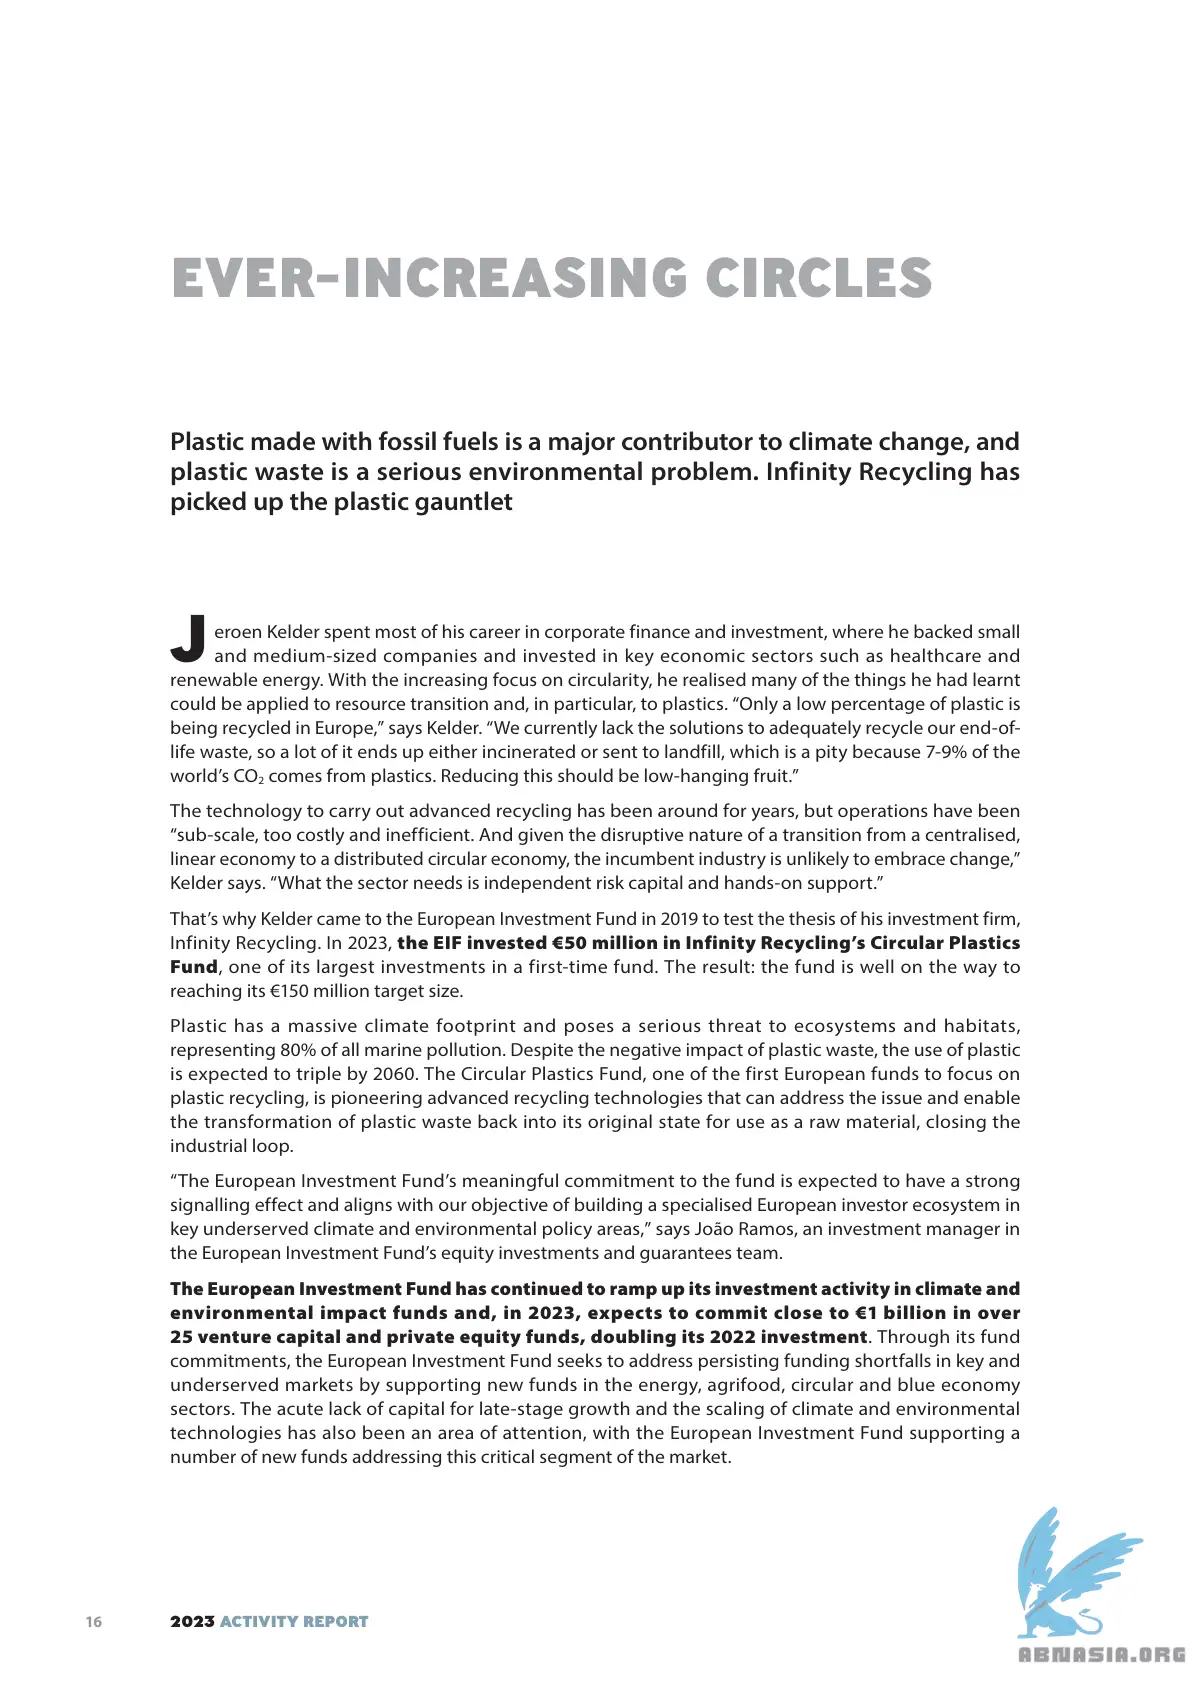 EVER-INCREASING CIRCLES
Plastic made with fossil fuels is a major contributor to climate change, and
plastic waste is a serious environmental problem. Infinity Recycling has
picked up the plastic gauntlet
Jeroen Kelder spent most of his career in corporate finance and investment, where he backed small
and medium-sized companies and invested in key economic sectors such as healthcare and
renewable energy. With the increasing focus on circularity, he realised many of the things he had learnt
could be applied to resource transition and, in particular, to plastics. “Only a low percentage of plastic is
being recycled in Europe,” says Kelder. “We currently lack the solutions to adequately recycle our end-of-
life waste, so a lot of it ends up either incinerated or sent to landfill, which is a pity because 7-9% of the
world’s CO₂ comes from plastics. Reducing this should be low-hanging fruit.”
The technology to carry out advanced recycling has been around for years, but operations have been
“sub-scale, too costly and inefficient. And given the disruptive nature of a transition from a centralised,
linear economy to a distributed circular economy, the incumbent industry is unlikely to embrace change,”
Kelder says. “What the sector needs is independent risk capital and hands-on support.”
That’s why Kelder came to the European Investment Fund in 2019 to test the thesis of his investment firm,
Infinity Recycling. In 2023, the EIF invested €50 million in Infinity Recycling’s Circular Plastics
Fund, one of its largest investments in a first-time fund. The result: the fund is well on the way to
reaching its €150 million target size.
Plastic has a massive climate footprint and poses a serious threat to ecosystems and habitats,
representing 80% of all marine pollution. Despite the negative impact of plastic waste, the use of plastic
is expected to triple by 2060. The Circular Plastics Fund, one of the first European funds to focus on
plastic recycling, is pioneering advanced recycling technologies that can address the issue and enable
the transformation of plastic waste back into its original state for use as a raw material, closing the
industrial loop.
“The European Investment Fund’s meaningful commitment to the fund is expected to have a strong
signalling effect and aligns with our objective of building a specialised European investor ecosystem in
key underserved climate and environmental policy areas,” says João Ramos, an investment manager in
the European Investment Fund’s equity investments and guarantees team.
The European Investment Fund has continued to ramp up its investment activity in climate and
environmental impact funds and, in 2023, expects to commit close to €1 billion in over
25 venture capital and private equity funds, doubling its 2022 investment. Through its fund
commitments, the European Investment Fund seeks to address persisting funding shortfalls in key and
underserved markets by supporting new funds in the energy, agrifood, circular and blue economy
sectors. The acute lack of capital for late-stage growth and the scaling of climate and environmental
technologies has also been an area of attention, with the European Investment Fund supporting a
number of new funds addressing this critical segment of the market.
16 2023 ACTIVITY REPORT
ABNASIA.ORG